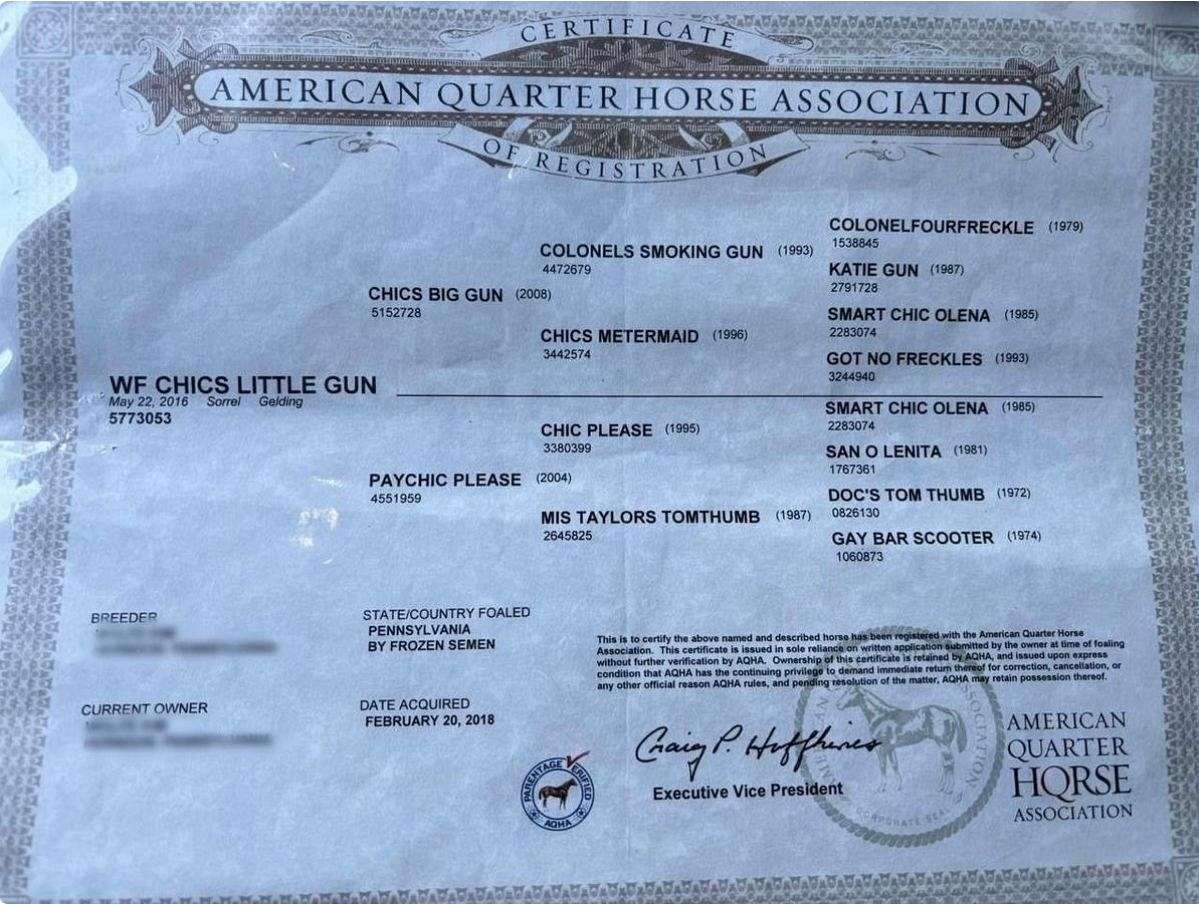 CERTIFICATE
AMERICAN QUARTER HORSE ASSOCIATION
OF REGISTRATION
COLONELFOURFRECKLE (1979)
1538845
COLONELS SMOKING GUN (1993)
4472679
KATIE GUN (1987)
2791728
CHICS BIG GUN (2008)
5152728
SMART CHIC OLENA (1985)
2283074
CHICS METERMAID (1996)
3442574
GOT NO FRECKLES (1993)
3244940
WF CHICS LITTLE GUN
May 22, 2016 Sorrel Gelding
5773053
SMART CHIC OLENA (1985)
2283074
CHIC PLEASE (1995)
3380399
SAN O LENITA (1981)
1767361
PAYCHIC PLEASE (2004)
4551959
DOC'S TOM THUMB (1972)
0826130
MIS TAYLORS TOMTHUMB (1987)
2645825
GAY BAR SCOOTER (1974)
1060873
BREEDER
STATE/COUNTRY FOALED
PENNSYLVANIA
BY FROZEN SEMEN
CURRENT OWNER
DATE ACQUIRED
FEBRUARY 20, 2018
This is to certify the above named and described horse has been registered with the American Quarter Horse
Association. This certificate is issued in sole reliance on written application submitted by the owner at time of foaling
without further verification by AQHA. Ownership of this certificate is retained by AQHA, and issued upon express
condition that AQHA has the continuing privilege to demand immediate return thereof for correction, cancellation, or
any other official reason AQHA rules, and pending resolution of the matter, AQHA may retain possession thereof.
PARENTAGE VERIFIED
AQHA
Craig P. Huffhines
Executive Vice President
CORPORATE SEAL
AMERICAN
QUARTER
HORSE
ASSOCIATION